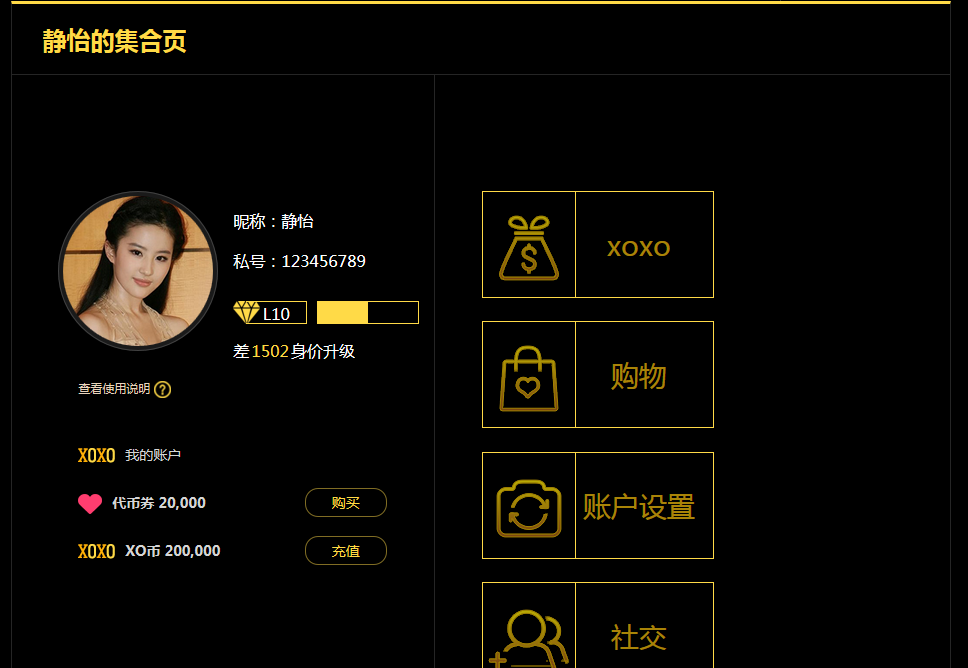 静怡的集合页
昵称：静怡
私号：123456789
L10
差1502身价升级
查看使用说明 ?
XOXO 我的账户
代币券 20,000
购买
XOXO XO币 200,000
充值
$
xoxo
购物
账户设置
社交